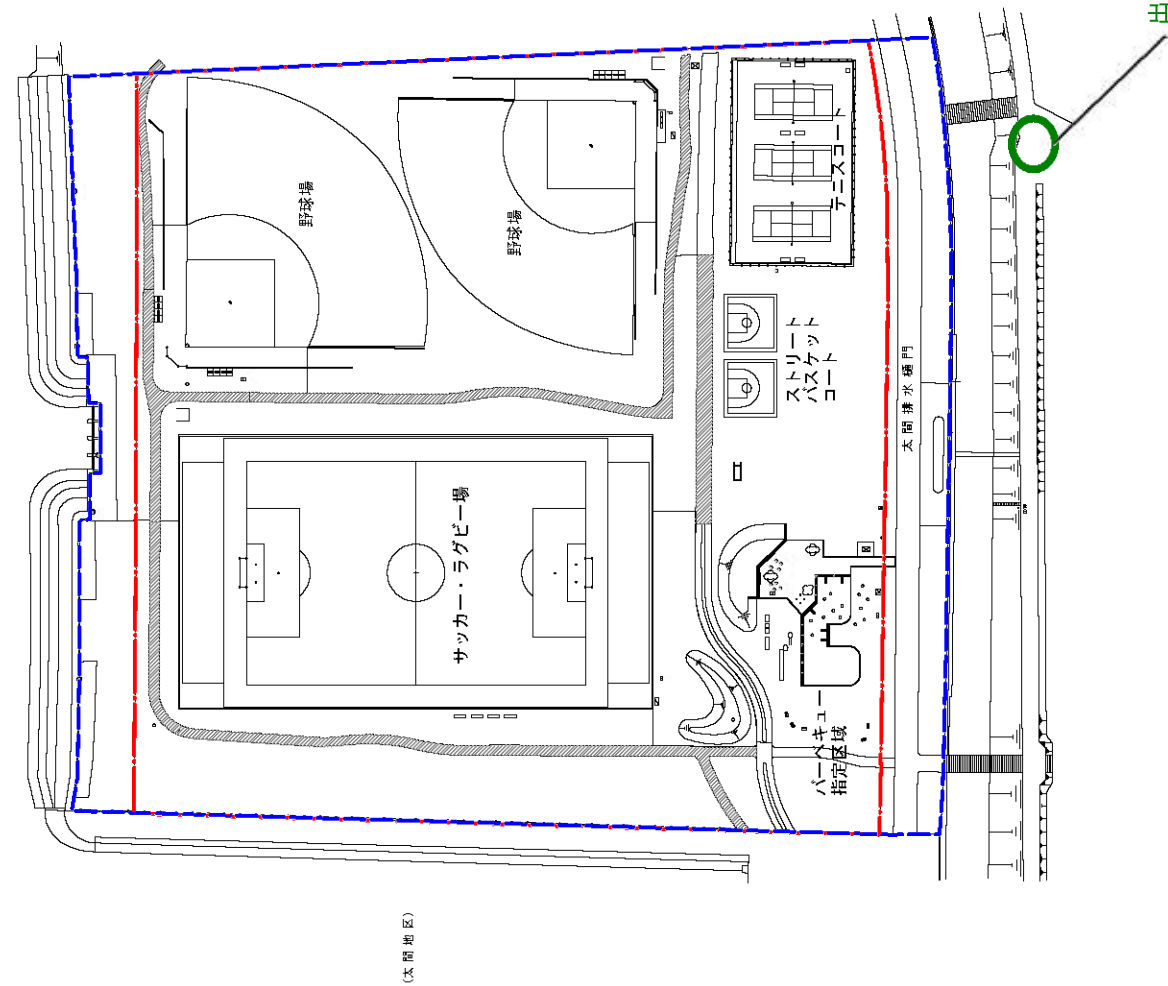 出
野球場
野球場
テニスコート
ストリート
バスケット
コート
太間排水樋門
サッカー・ラグビー場
バーベキュー
指定区域
(太間地区)